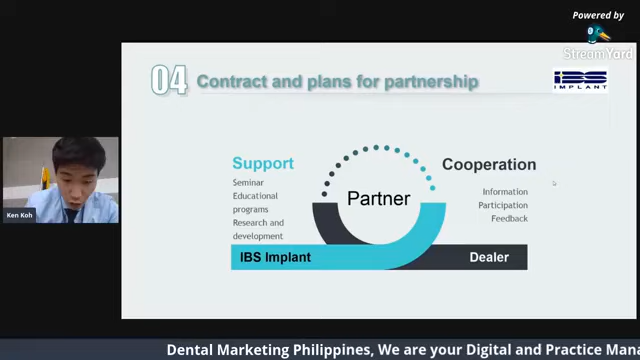 Powered by
StreamYard
04 Contract and plans for partnership
IBS
IMPLANT
Support
Seminar
Educational
programs
Research and
development
Partner
Cooperation
Information
Participation
Feedback
IBS Implant
Dealer
Ken Koh
Dental Marketing Philippines, We are your Digital and Practice Mana